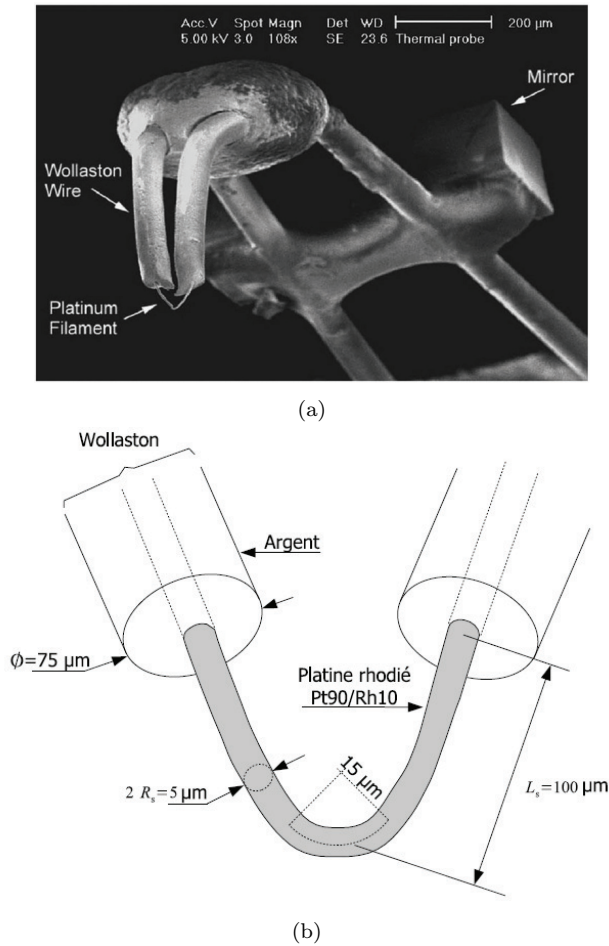 Acc.V Spot Magn Det WD 200 µm
5.00 kV 3.0 108x SE 23.6 Thermal probe
Mirror
Wollaston
Wire
Platinum
Filament
(a)
Wollaston
Argent
Φ=75 µm
Platine rhodié
Pt90/Rh10
15 µm
2 Rs=5 µm
Ls=100 µm
(b)